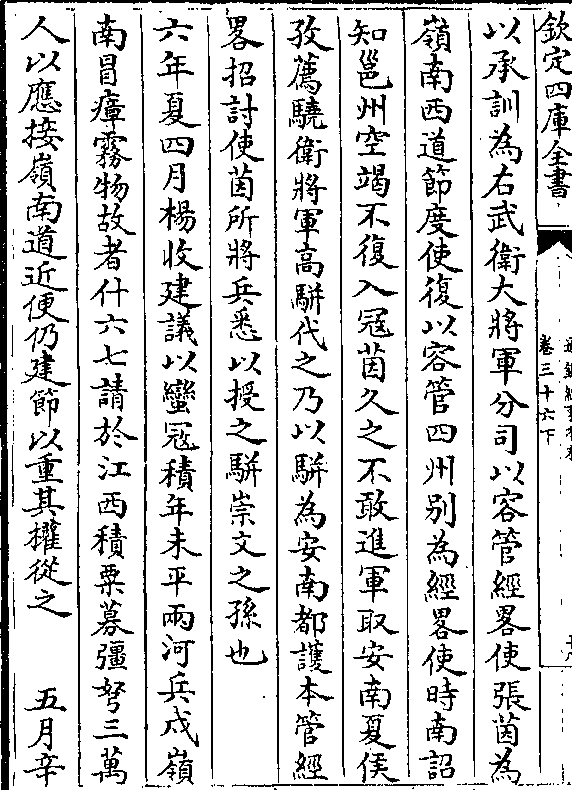 欽定四庫全書
卷三十六下
以承訓為右武衛大將軍分司以容管經畧使張茵為
嶺南西道節度使復以容管四州别為經畧使時南詔
知邕州空竭不復入冦茵久之不敢進軍取安南夏侯
孜薦驍衛將軍高駢代之乃以駢為安南都䕶本管經
畧招討使茵所將兵悉以授之駢崇文之孫也
六年夏四月楊收建議以蠻冦積年未平兩河兵戍嶺
南冒瘴霧物故者什六七請於江西積粟募彊弩三萬
人以應接嶺南道近便仍建節以重其權從之　五月辛